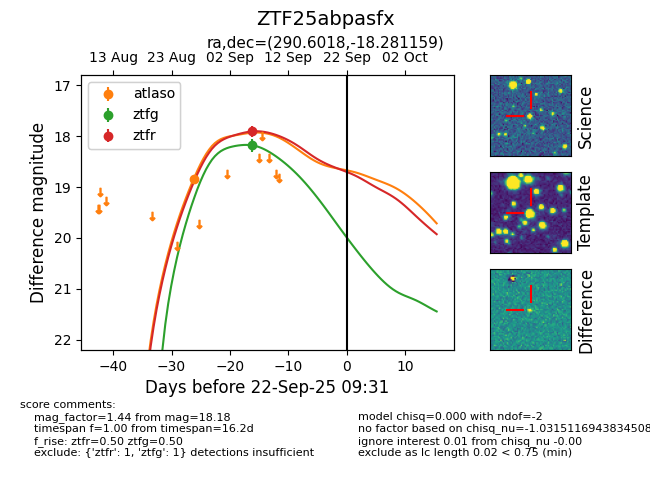 ZTF25abpasfx
ra,dec=(290.6018,-18.281159)
13 Aug 23 Aug 02 Sep 12 Sep 22 Sep 02 Oct
atlaso
ztfg
ztfr
17
18
19
20
21
22
Difference magnitude
−40 −30 −20 −10 0 10
Days before 22-Sep-25 09:31
Science
Template
Difference
score comments:
mag_factor=1.44 from mag=18.18
timespan f=1.00 from timespan=16.2d
f_rise: ztfr=0.50 ztfg=0.50
exclude: {'ztfr': 1, 'ztfg': 1} detections insufficient
model chisq=0.000 with ndof=-2
no factor based on chisq_nu=-1.0315116943834508
ignore interest 0.01 from chisq_nu -0.00
exclude as lc length 0.02 < 0.75 (min)